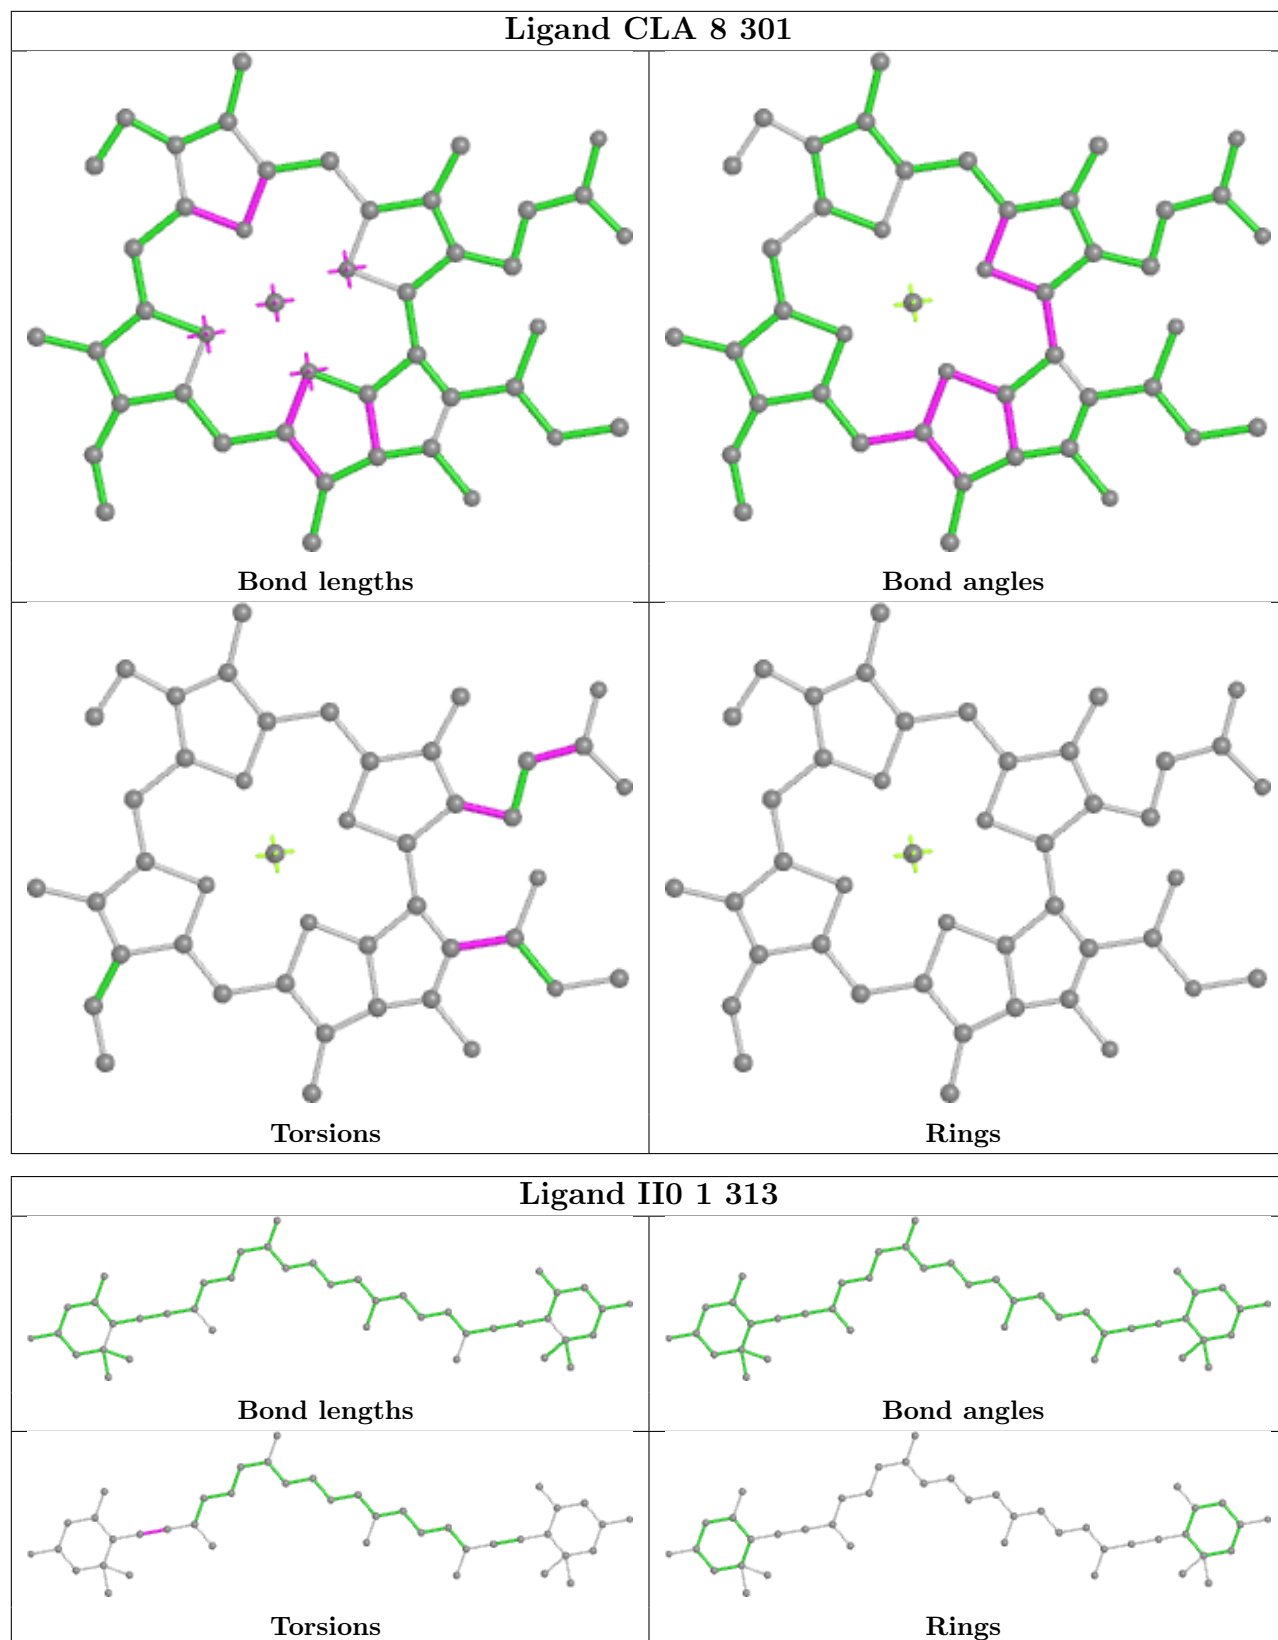 Ligand CLA 8 301
Bond lengths
Bond angles
Torsions
Rings
Ligand II0 1 313
Bond lengths
Bond angles
Torsions
Rings